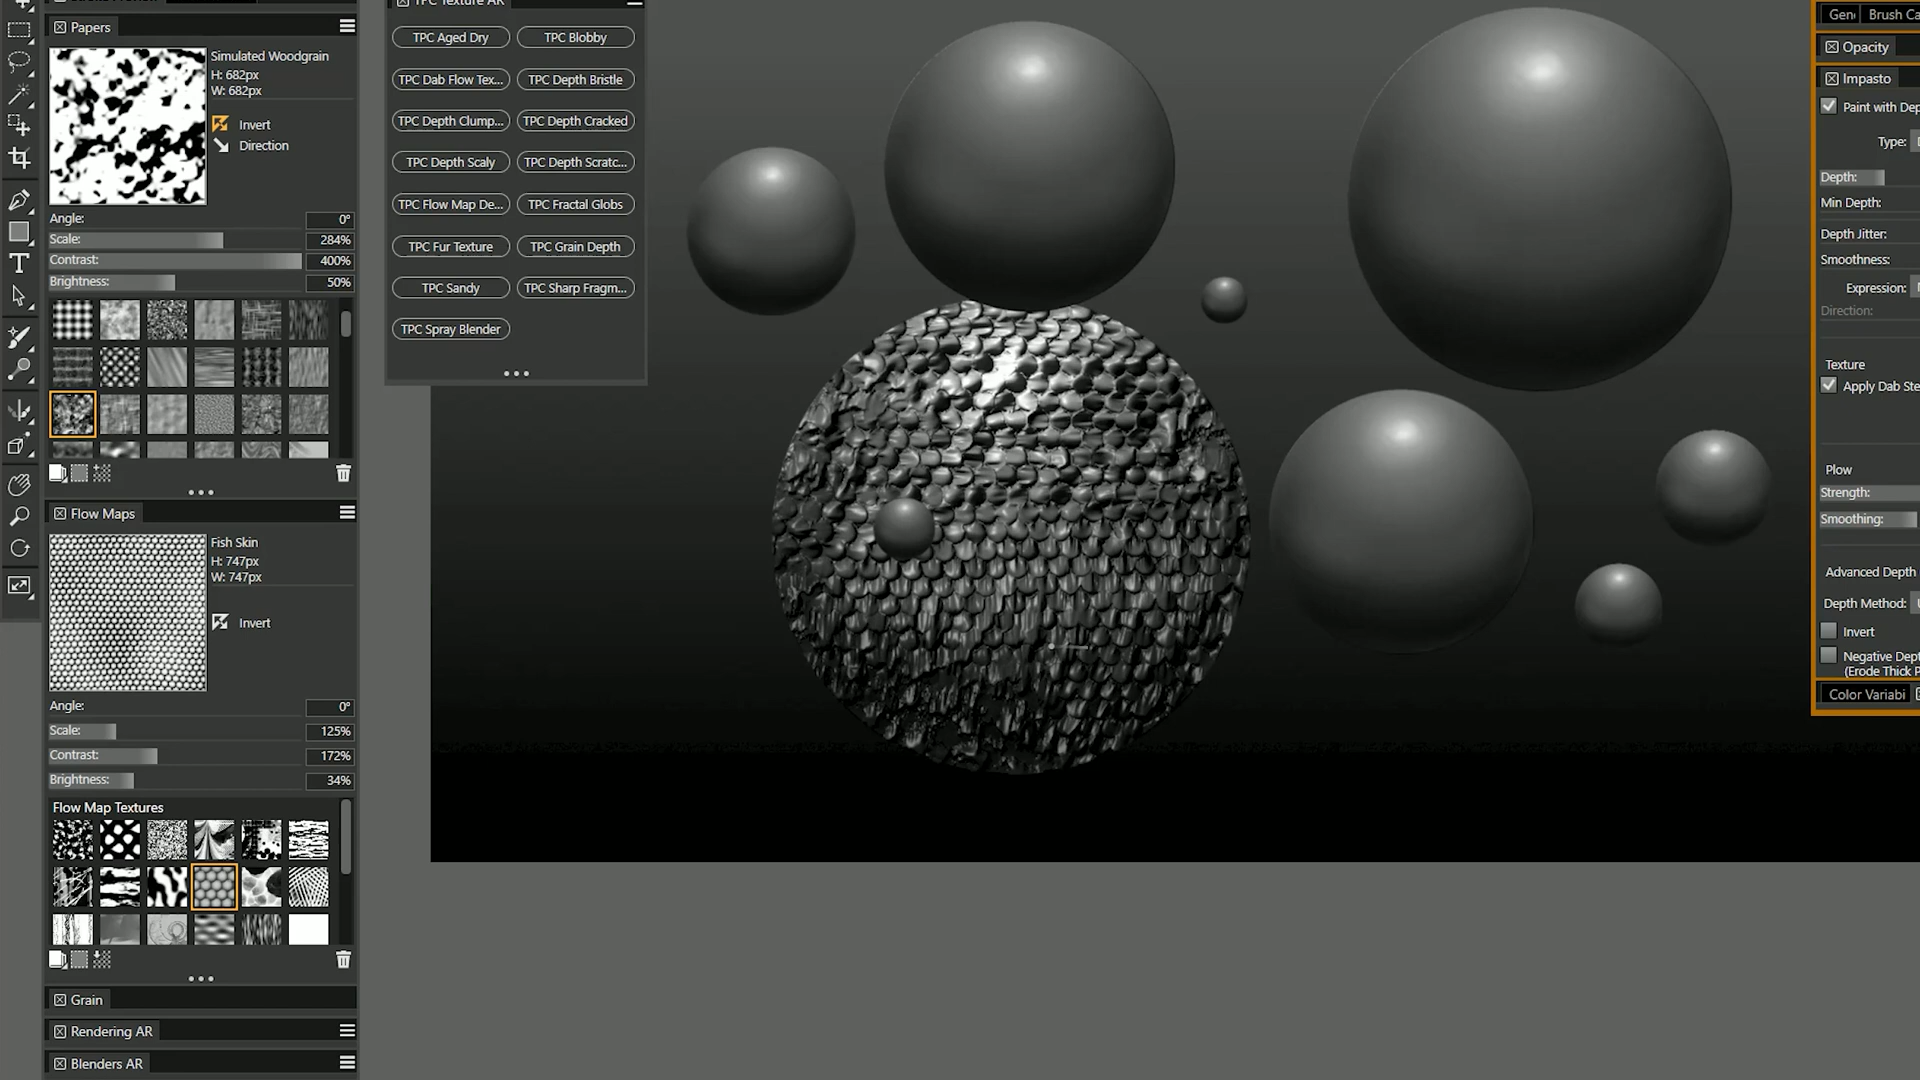 Papers
Simulated Woodgrain
H: 682px
W: 682px
Invert
Direction
Angle: 0°
Scale: 284%
Contrast: 400%
Brightness: 50%
Flow Maps
Fish Skin
H: 747px
W: 747px
Invert
Angle: 0°
Scale: 125%
Contrast: 172%
Brightness: 34%
Flow Map Textures
Grain
Rendering AR
Blenders AR
TPC Texture AR
TPC Aged Dry
TPC Blobby
TPC Dab Flow Tex...
TPC Depth Bristle
TPC Depth Clump...
TPC Depth Cracked
TPC Depth Scaly
TPC Depth Scratc...
TPC Flow Map De...
TPC Fractal Globs
TPC Fur Texture
TPC Grain Depth
TPC Sandy
TPC Sharp Fragm...
TPC Spray Blender
Gen
Brush Ca
Opacity
Impasto
Paint with Dep
Type:
Depth:
Min Depth:
Depth Jitter:
Smoothness:
Expression:
Direction:
Texture
Apply Dab Ste
Plow
Strength:
Smoothing:
Advanced Depth
Depth Method:
Invert
Negative Dept
(Erode Thick P
Color Variabi